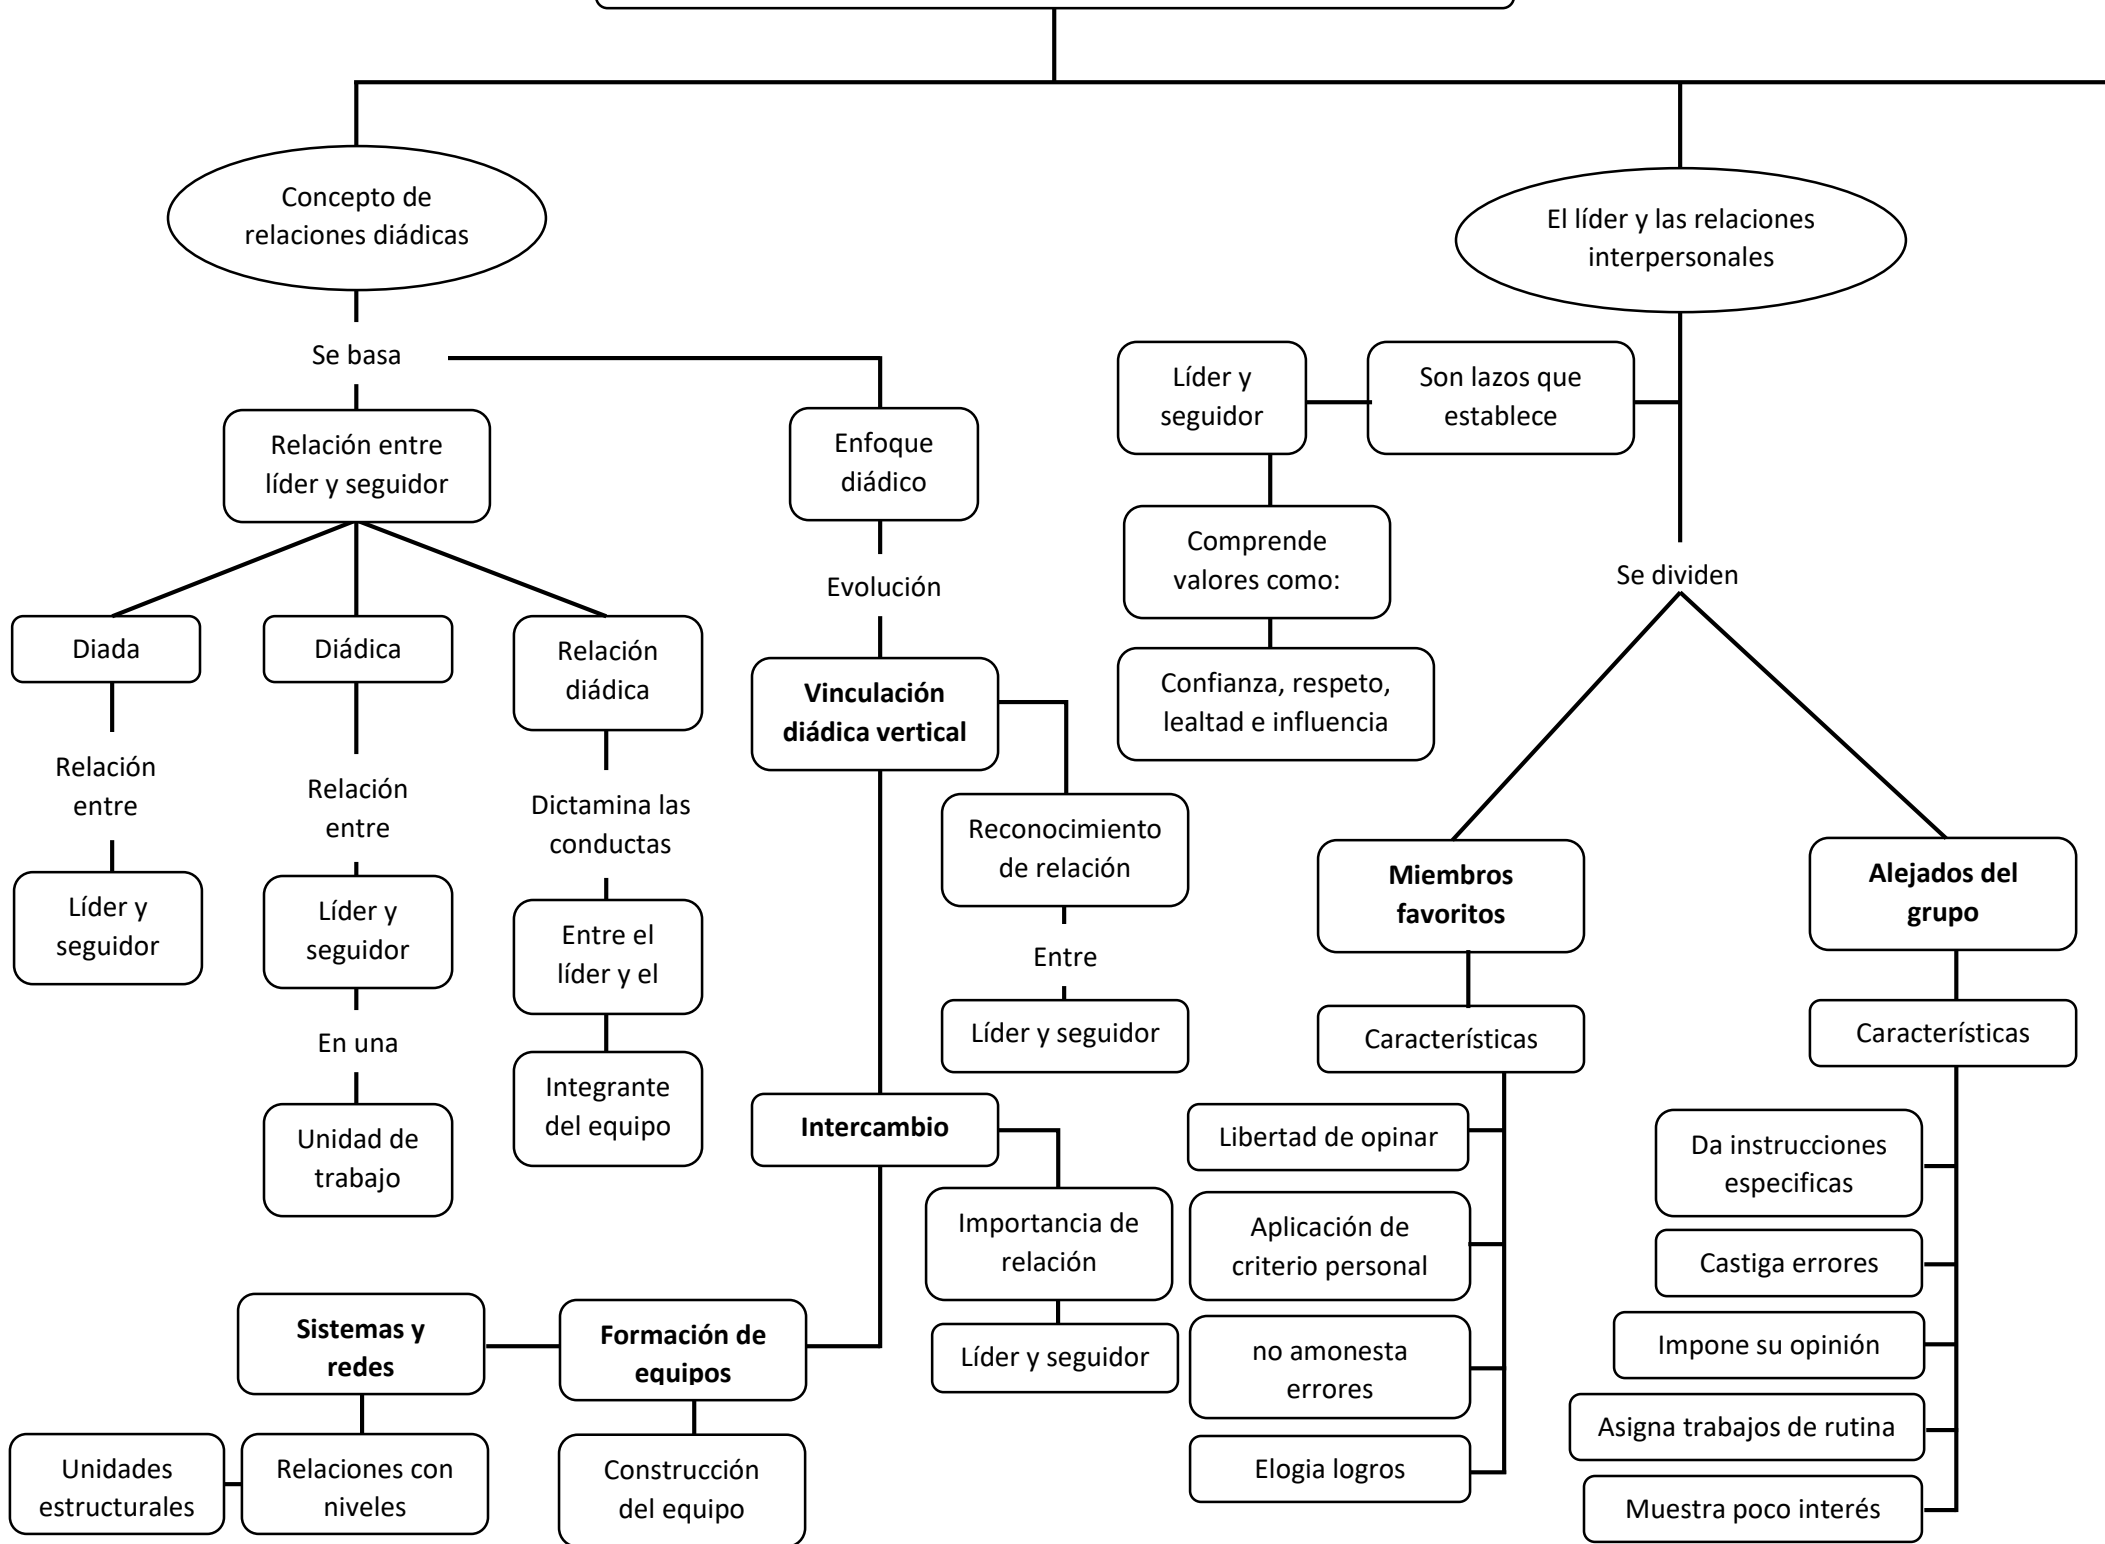 Concepto de
relaciones diádicas
Se basa
Relación entre
líder y seguidor
Diada
Relación
entre
Líder y
seguidor
Diádica
Relación
entre
Líder y
seguidor
En una
Unidad de
trabajo
Relación
diádica
Dictamina las
conductas
Entre el
líder y el
Integrante
del equipo
Enfoque
diádico
Evolución
Vinculación
diádica vertical
Reconocimiento
de relación
Entre
Líder y seguidor
Intercambio
Importancia de
relación
Líder y seguidor
Formación de
equipos
Construcción
del equipo
Sistemas y
redes
Relaciones con
niveles
Unidades
estructurales
El líder y las relaciones
interpersonales
Son lazos que
establece
Líder y
seguidor
Comprende
valores como:
Confianza, respeto,
lealtad e influencia
Se dividen
Miembros
favoritos
Características
Libertad de opinar
Aplicación de
criterio personal
no amonesta
errores
Elogia logros
Alejados del
grupo
Características
Da instrucciones
especificas
Castiga errores
Impone su opinión
Asigna trabajos de rutina
Muestra poco interés